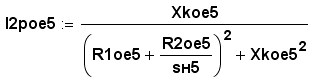 I2poe5 := Xkoe5 / ((R1oe5 + R2oe5 / sн5)^2 + Xkoe5^2)